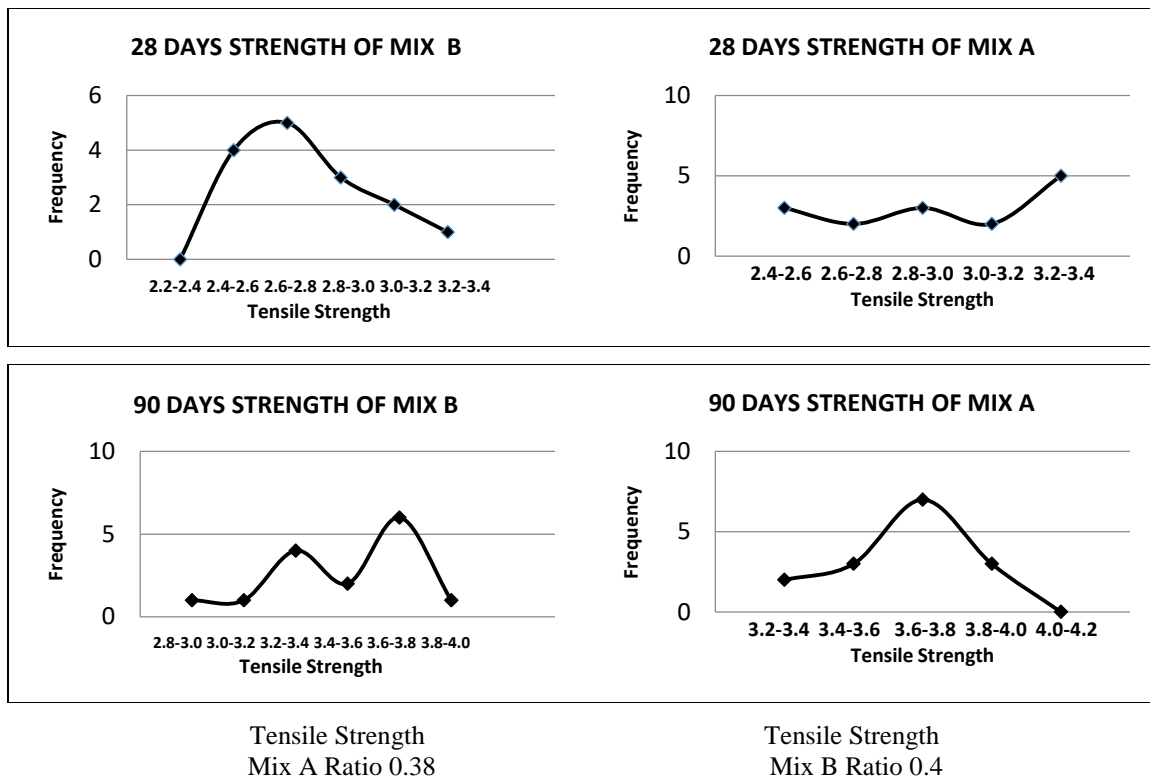 28 DAYS STRENGTH OF MIX B
6
4
2
0
Frequency
2.2-2.4 2.4-2.6 2.6-2.8 2.8-3.0 3.0-3.2 3.2-3.4
Tensile Strength
28 DAYS STRENGTH OF MIX A
10
5
0
Frequency
2.4-2.6 2.6-2.8 2.8-3.0 3.0-3.2 3.2-3.4
Tensile Strength
90 DAYS STRENGTH OF MIX B
10
5
0
Frequency
2.8-3.0 3.0-3.2 3.2-3.4 3.4-3.6 3.6-3.8 3.8-4.0
Tensile Strength
90 DAYS STRENGTH OF MIX A
10
5
0
Frequency
3.2-3.4 3.4-3.6 3.6-3.8 3.8-4.0 4.0-4.2
Tensile Strength
Tensile Strength
Mix A Ratio 0.38
Tensile Strength
Mix B Ratio 0.4